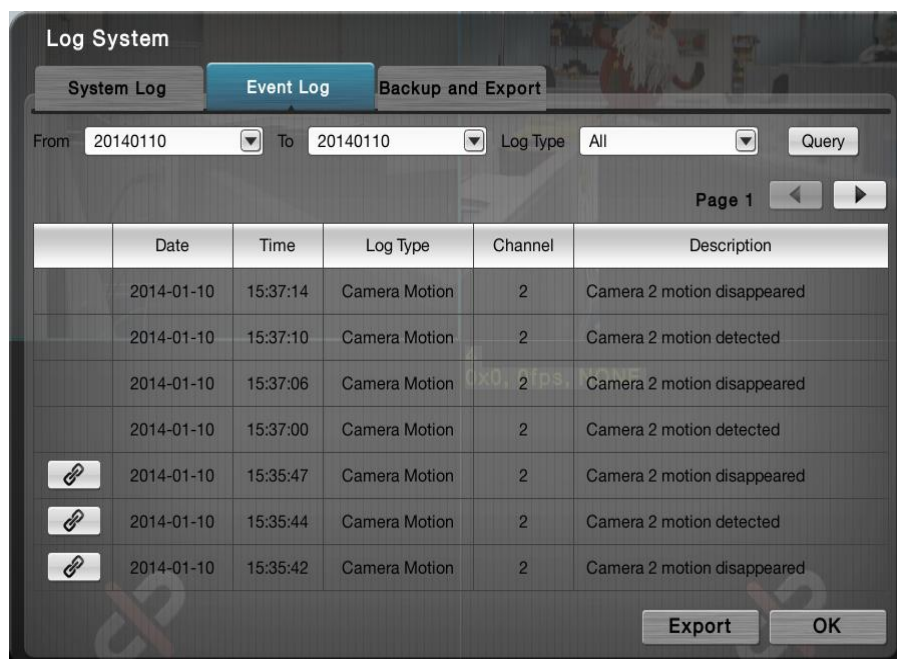 Log System
System Log Event Log Backup and Export
From 20140110 To 20140110 Log Type All Query
Page 1
Date Time Log Type Channel Description
2014-01-10 15:37:14 Camera Motion 2 Camera 2 motion disappeared
2014-01-10 15:37:10 Camera Motion 2 Camera 2 motion detected
0x0, 0fps, NONE
2014-01-10 15:37:06 Camera Motion 2 Camera 2 motion disappeared
2014-01-10 15:37:00 Camera Motion 2 Camera 2 motion detected
2014-01-10 15:35:47 Camera Motion 2 Camera 2 motion disappeared
2014-01-10 15:35:44 Camera Motion 2 Camera 2 motion detected
2014-01-10 15:35:42 Camera Motion 2 Camera 2 motion disappeared
Export OK